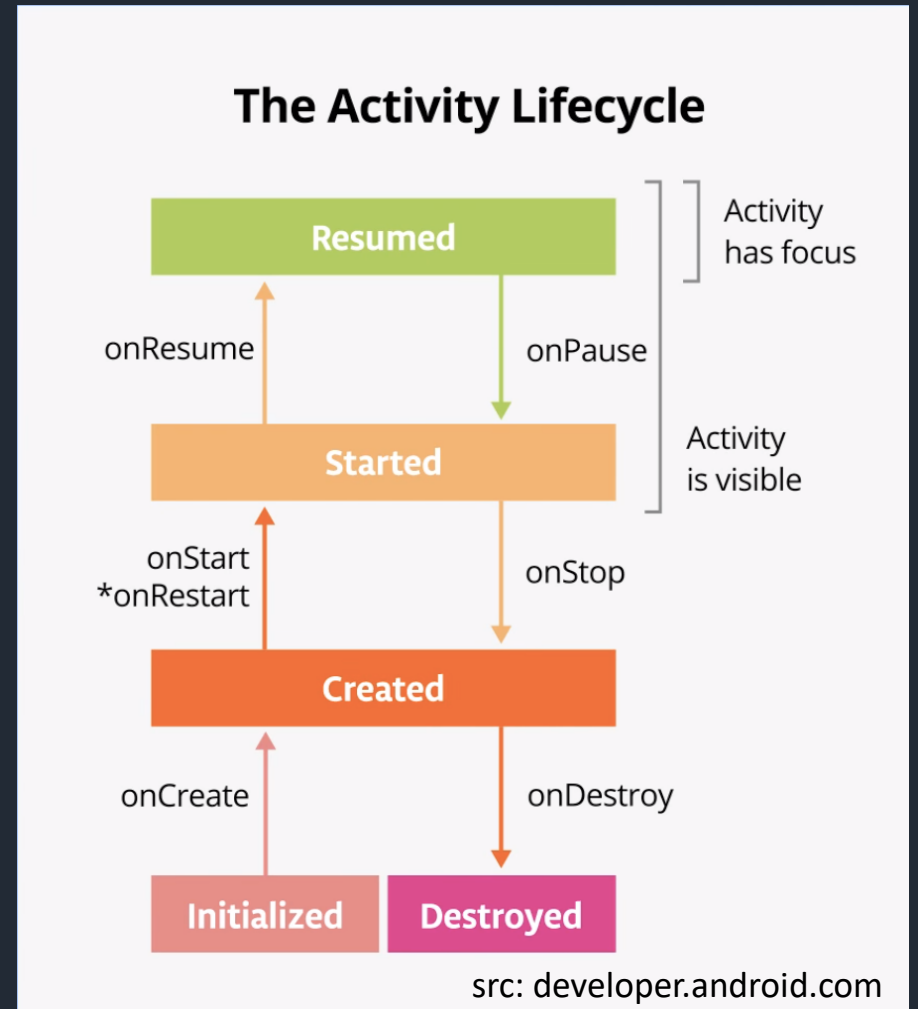 The Activity Lifecycle
Resumed
Activity
has focus
onResume
onPause
Activity
is visible
Started
onStart
*onRestart
onStop
Created
onCreate
onDestroy
Initialized
Destroyed
src: developer.android.com